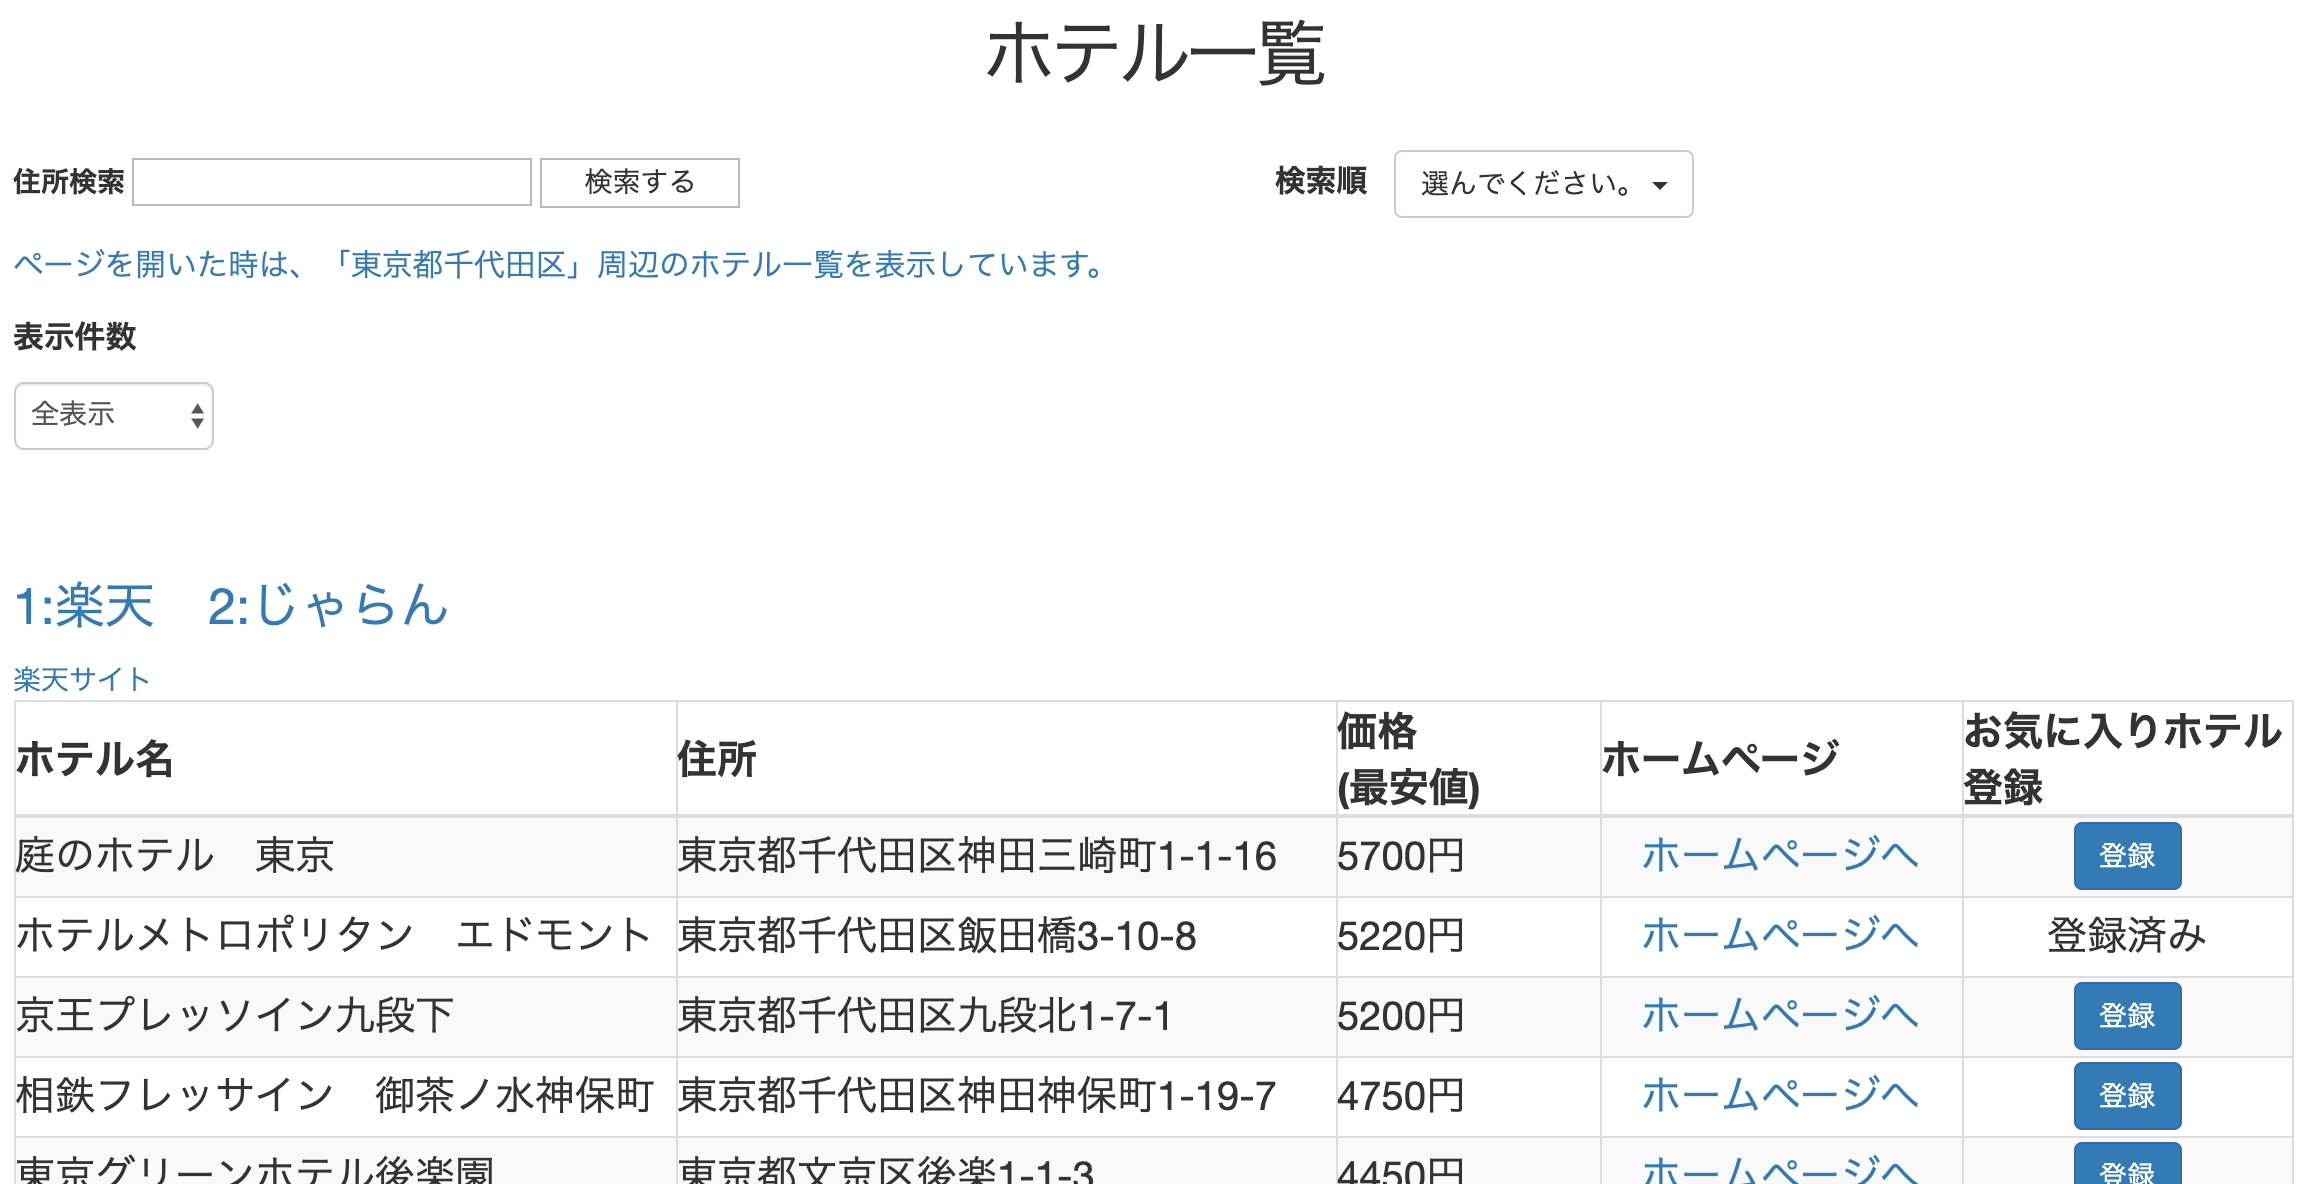 ホテル一覧
住所検索 検索する 検索順 選んでください。
ページを開いた時は、「東京都千代田区」周辺のホテル一覧を表示しています。
表示件数
全表示
1:楽天　2:じゃらん
楽天サイト
ホテル名 住所 価格 (最安値) ホームページ お気に入りホテル登録
庭のホテル　東京 東京都千代田区神田三崎町1-1-16 5700円 ホームページへ 登録
ホテルメトロポリタン　エドモント 東京都千代田区飯田橋3-10-8 5220円 ホームページへ 登録済み
京王プレッソイン九段下 東京都千代田区九段北1-7-1 5200円 ホームページへ 登録
相鉄フレッサイン　御茶ノ水神保町 東京都千代田区神田神保町1-19-7 4750円 ホームページへ 登録
東京グリーンホテル後楽園 東京都文京区後楽1-1-3 4450円 ホームページへ 登録